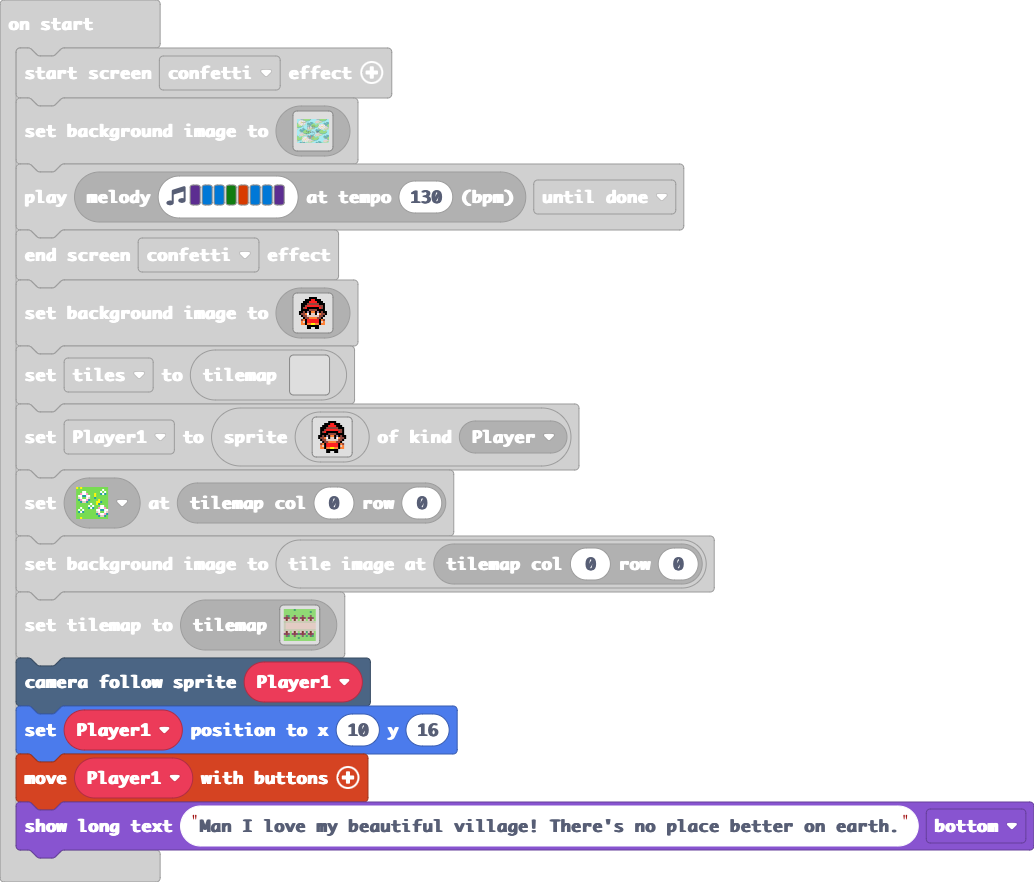 on start
start screen confetti effect
set background image to
play melody at tempo 130 (bpm) until done
end screen confetti effect
set background image to
set tiles to tilemap
set Player1 to sprite of kind Player
set at tilemap col 0 row 0
set background image to tile image at tilemap col 0 row 0
set tilemap to tilemap
camera follow sprite Player1
set Player1 position to x 10 y 16
move Player1 with buttons
show long text "Man I love my beautiful village! There's no place better on earth." bottom